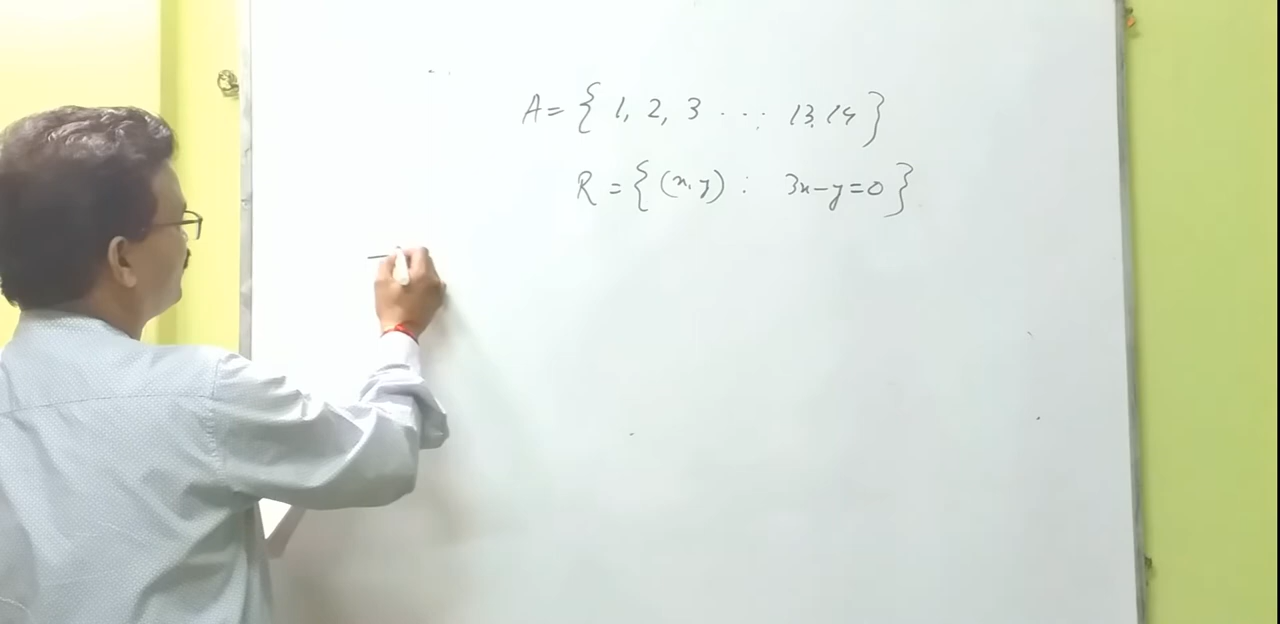 A = { 1, 2, 3 ... 13, 14 }
R = { (x, y) : 3x - y = 0 }